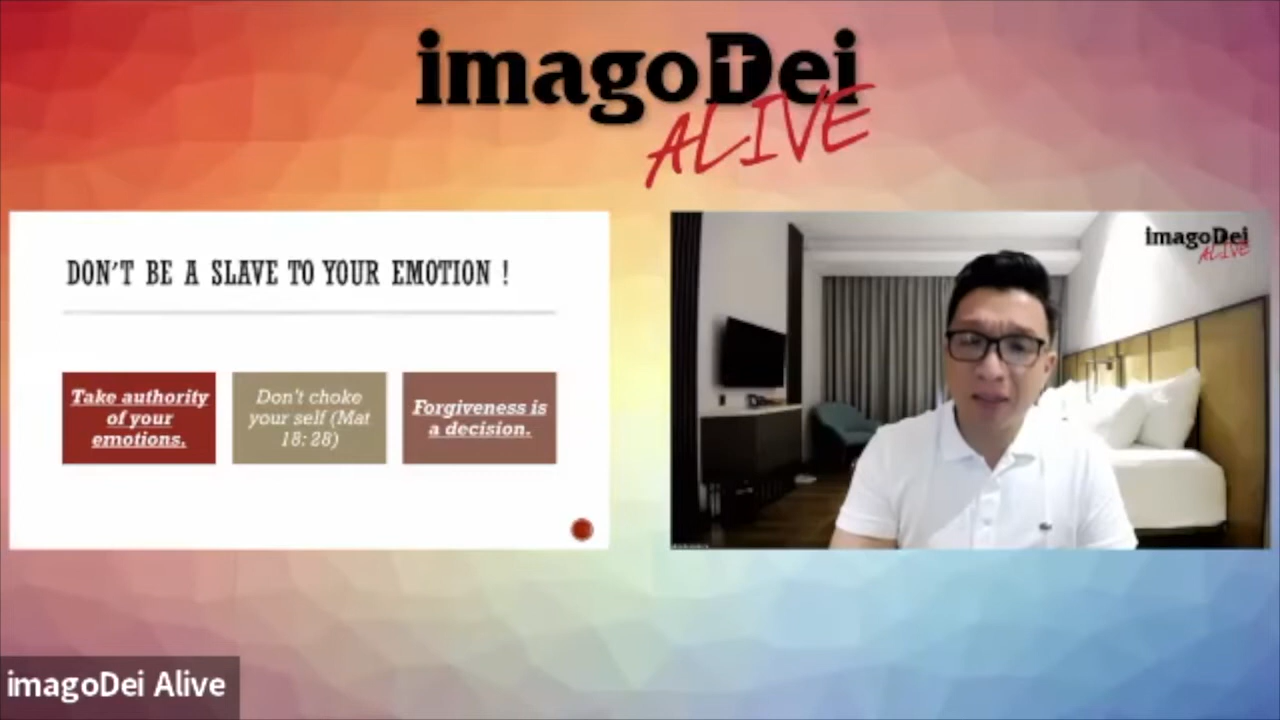 imagoDei
ALIVE
DON'T BE A SLAVE TO YOUR EMOTION !
Take authority
of your
emotions.
Don't choke
your self (Mat
18: 28)
Forgiveness is
a decision.
imagoDei
ALIVE
imagoDei Alive